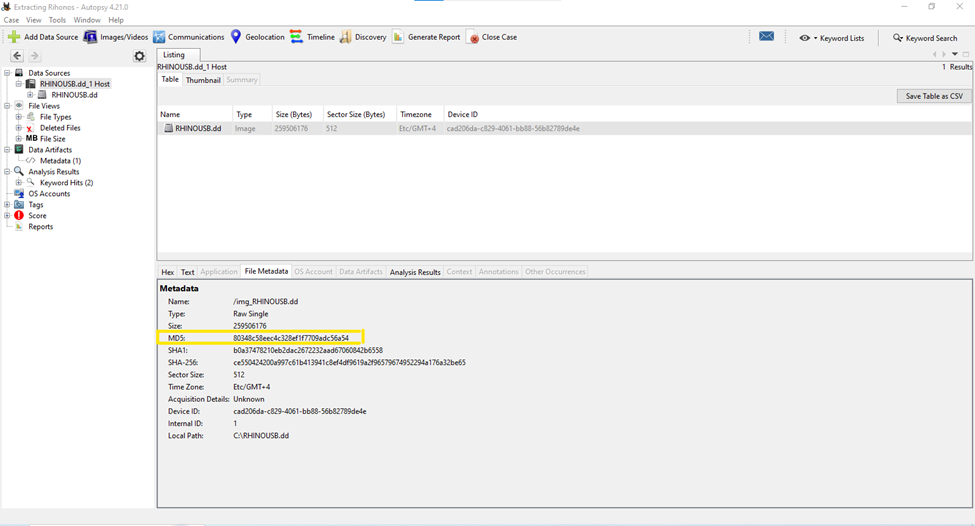 Extracting Rihonos - Autopsy 4.21.0
Case View Tools Window Help
Add Data Source Images/Videos Communications Geolocation Timeline Discovery Generate Report Close Case Keyword Lists Keyword Search
Data Sources
RHINOUSB.dd_1 Host
RHINOUSB.dd
File Views
File Types
Deleted Files
MB File Size
Data Artifacts
Metadata (1)
Analysis Results
Keyword Hits (2)
OS Accounts
Tags
Score
Reports
Listing
RHINOUSB.dd_1 Host
1 Results
Table Thumbnail Summary
Save Table as CSV
Name Type Size (Bytes) Sector Size (Bytes) Timezone Device ID
RHINOUSB.dd Image 259506176 512 Etc/GMT+4 cad206da-c829-4061-bb88-56b82789de4e
Hex Text Application File Metadata OS Account Data Artifacts Analysis Results Context Annotations Other Occurrences
Metadata
Name: /img_RHINOUSB.dd
Type: Raw Single
Size: 259506176
MD5: 80348c58eec4c328ef1f7709adc56a54
SHA1: b0a37478210eb2dac2672232aad67060842b6558
SHA-256: ce550424200a997c61b413941c8ef4df9619a2f96579674952294a176a32be65
Sector Size: 512
Time Zone: Etc/GMT+4
Acquisition Details: Unknown
Device ID: cad206da-c829-4061-bb88-56b82789de4e
Internal ID: 1
Local Path: C:\RHINOUSB.dd